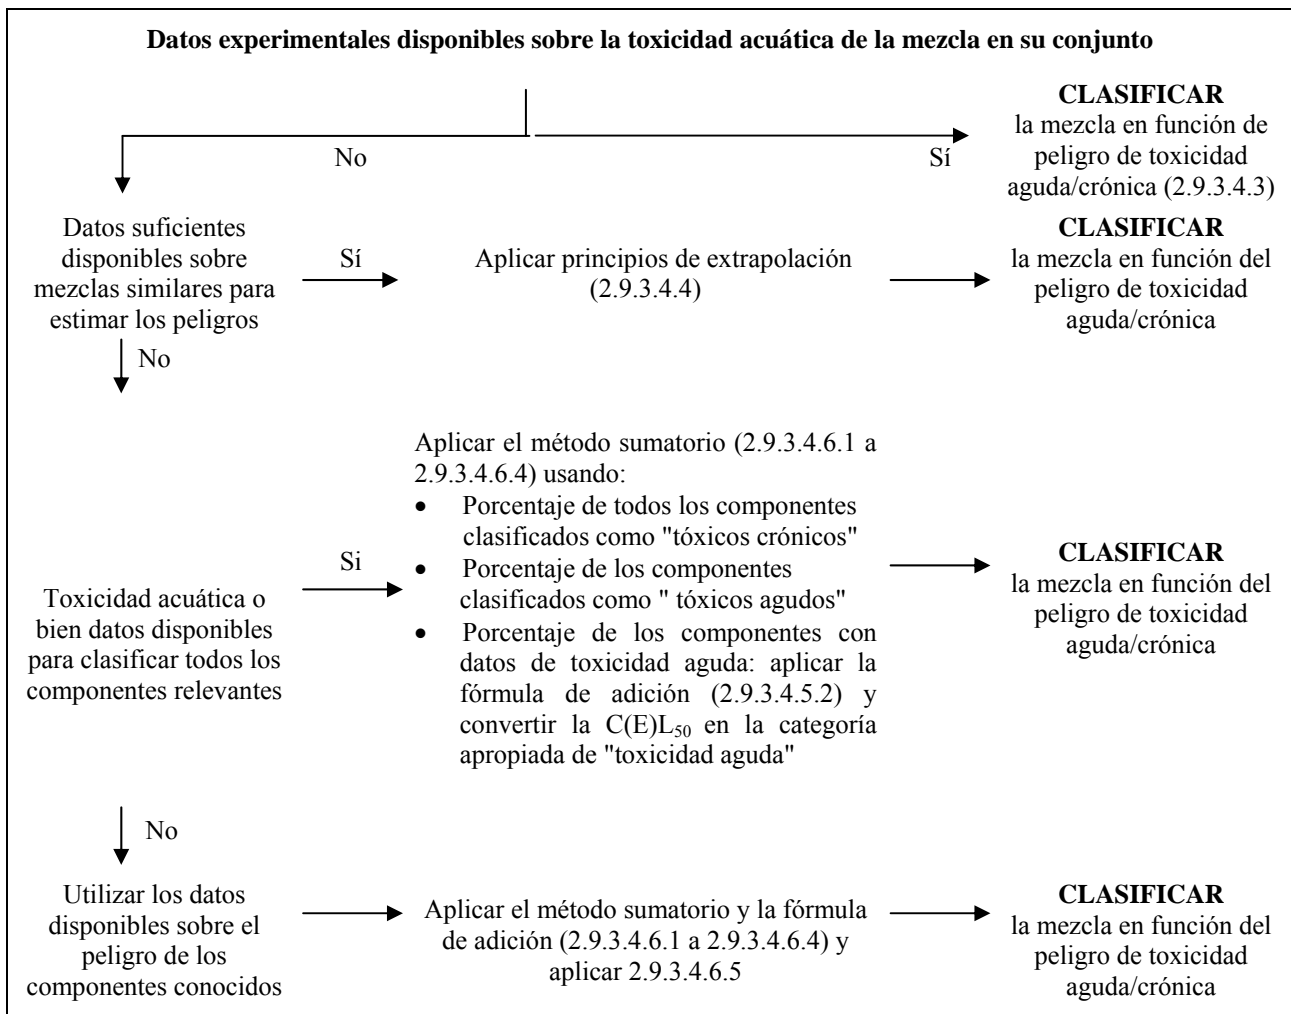 Datos experimentales disponibles sobre la toxicidad acuática de la mezcla en su conjunto
No
Sí
CLASIFICAR
la mezcla en función de
peligro de toxicidad
aguda/crónica (2.9.3.4.3)
Datos suficientes
disponibles sobre
mezclas similares para
estimar los peligros
Sí
Aplicar principios de extrapolación
(2.9.3.4.4)
CLASIFICAR
la mezcla en función del
peligro de toxicidad
aguda/crónica
No
Toxicidad acuática o
bien datos disponibles
para clasificar todos los
componentes relevantes
Si
Aplicar el método sumatorio (2.9.3.4.6.1 a
2.9.3.4.6.4) usando:
• Porcentaje de todos los componentes
clasificados como "tóxicos crónicos"
• Porcentaje de los componentes
clasificados como " tóxicos agudos"
• Porcentaje de los componentes con
datos de toxicidad aguda: aplicar la
fórmula de adición (2.9.3.4.5.2) y
convertir la C(E)L50 en la categoría
apropiada de "toxicidad aguda"
CLASIFICAR
la mezcla en función del
peligro de toxicidad
aguda/crónica
No
Utilizar los datos
disponibles sobre el
peligro de los
componentes conocidos
Aplicar el método sumatorio y la fórmula
de adición (2.9.3.4.6.1 a 2.9.3.4.6.4) y
aplicar 2.9.3.4.6.5
CLASIFICAR
la mezcla en función del
peligro de toxicidad
aguda/crónica